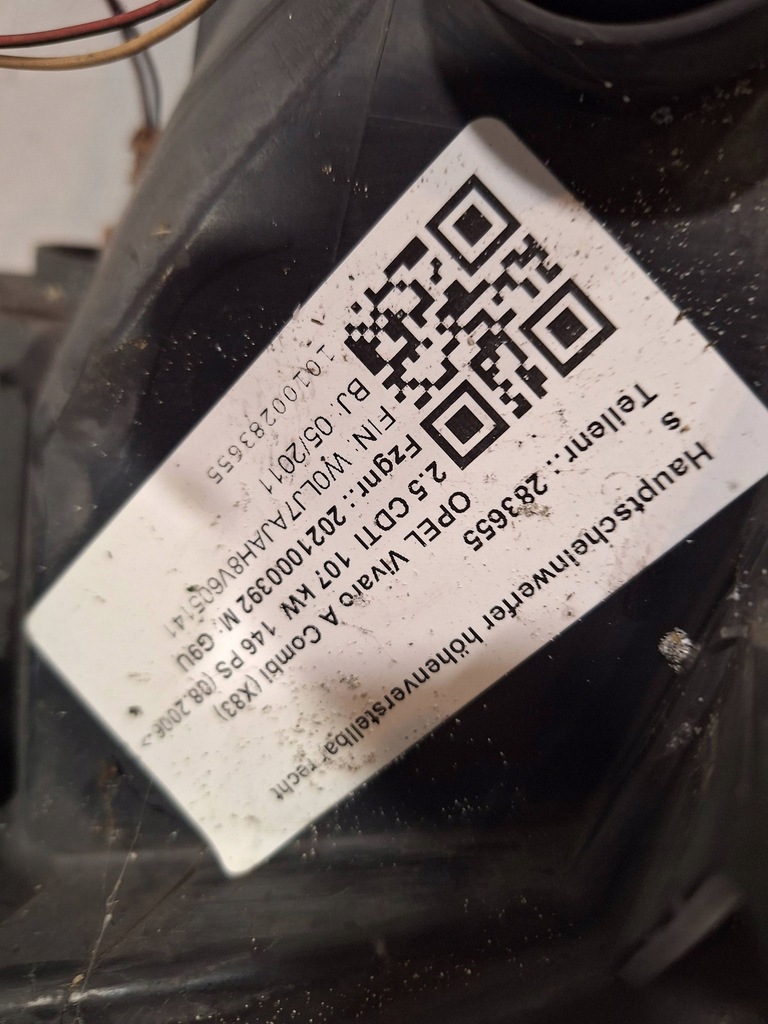 Hauptscheinwerfer höhenverstellbar recht
s
Teilenr.: 283655
OPEL Vivaro A Combi (X83)
2.5 CDTI 107 kW 146 PS (08.2006->
Fzgnr.: 2021000392 M: G9U
FIN: W0LJ7AJAH8V605141
BJ: 05/2011
10100283655